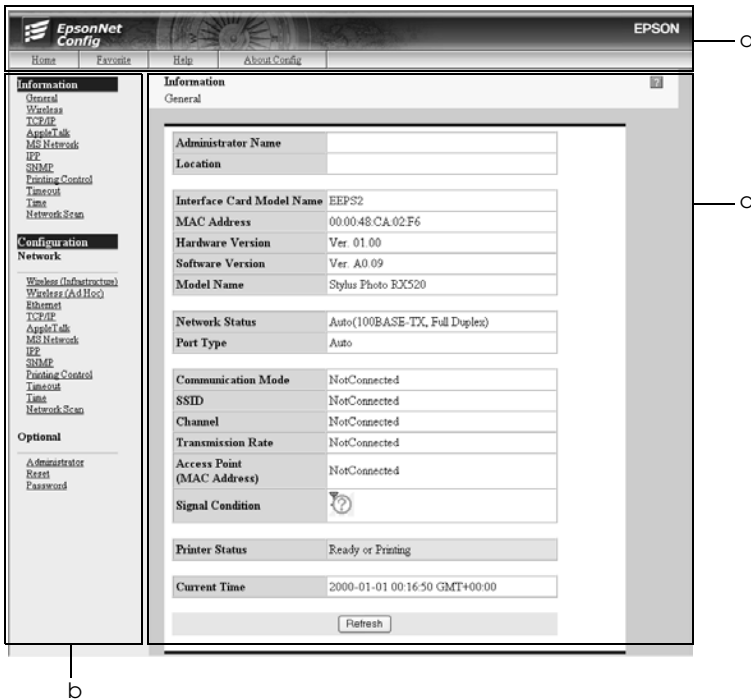 EpsonNet
Config
EPSON
Home Favorite Help About Config
Information
General
Wireless
TCP/IP
AppleTalk
MS Network
IPP
SNMP
Printing Control
Timeout
Time
Network Scan
Configuration
Network
Wireless (Infrastructure)
Wireless (Ad Hoc)
Ethernet
TCP/IP
AppleTalk
MS Network
IPP
SNMP
Printing Control
Timeout
Time
Network Scan
Optional
Administrator
Reset
Password
Information
General
?
Administrator Name
Location
Interface Card Model Name EEPS2
MAC Address 00:00:48:CA:02:F6
Hardware Version Ver. 01.00
Software Version Ver. A0.09
Model Name Stylus Photo RX520
Network Status Auto(100BASE-TX, Full Duplex)
Port Type Auto
Communication Mode NotConnected
SSID NotConnected
Channel NotConnected
Transmission Rate NotConnected
Access Point
(MAC Address) NotConnected
Signal Condition ?
Printer Status Ready or Printing
Current Time 2000-01-01 00:16:50 GMT+00:00
Refresh
b